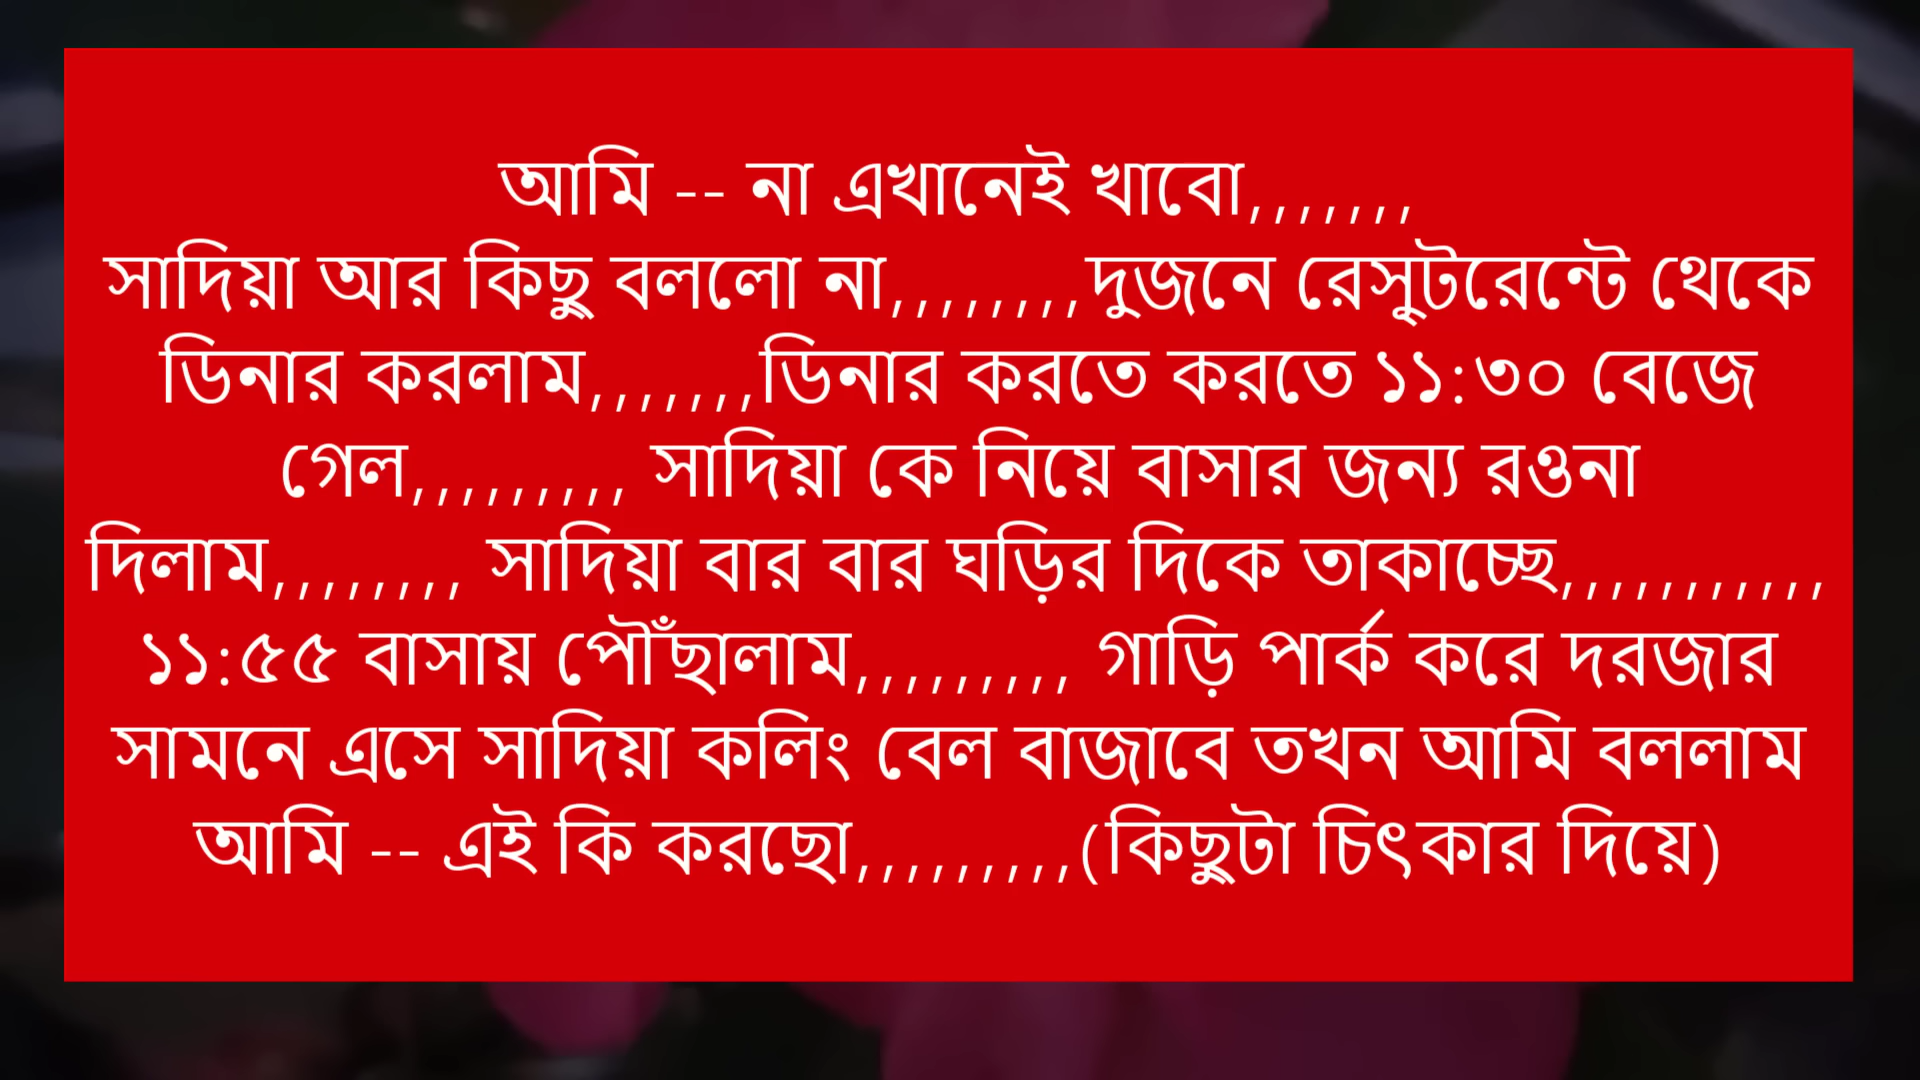 আমি -- না এখানেই খাবো,,,,,,,
সাদিয়া আর কিছু বললো না,,,,,,,,দুজনে রেসু্টরেন্টে থেকে
ডিনার করলাম,,,,,,,ডিনার করতে করতে ১১:৩০ বেজে
গেল,,,,,,,,, সাদিয়া কে নিয়ে বাসার জন্য রওনা
দিলাম,,,,,,,, সাদিয়া বার বার ঘড়ির দিকে তাকাচ্ছে,,,,,,,,,,,
১১:৫৫ বাসায় পৌঁছালাম,,,,,,,,, গাড়ি পার্ক করে দরজার
সামনে এসে সাদিয়া কলিং বেল বাজাবে তখন আমি বললাম
আমি -- এই কি করছো,,,,,,,,,(কিছুটা চিৎকার দিয়ে)